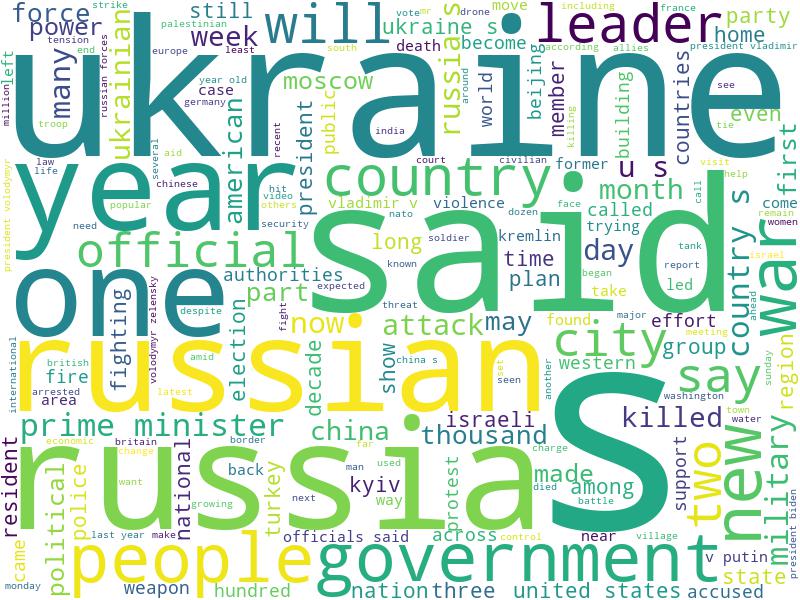 force
power
ukrainian
strike
palestinian
still
week
will
ukraine s
leader
vote
mr
drone
move
including
france
party
home
tension
end
russian forces
europe
least
death
become
russia s
south
according
allies
president vladimir
left
many
ukraine
million
troop
year old
case
germany
moscow
public
world
beijing
member
building
countries
around
killing
see
tie
even
first
law
life
several
aid
american
president
india
court
civilian
former
u s
visit
help
recent
chinese
hit
video
others
security
country
vladimir v
violence
nato
dozen
face
month
called
trying
call
come
remain
women
president volodymyr
popular
need
year
official
said
long
soldier
kremlin
known
time
plan
began
day
tank
report
led
country s
war
israel
one
authorities
part
expected
threat
take
ahead
region
fighting
volodymyr zelensky
despite
election
fight
now
attack
may
found
major
effort
meeting
sunday
international
british
fire
arrested
area
amid
latest
russian
decade
show
china s
seen
set
another
city
western
group
washington
say
town
water
prime minister
economic
britain
change
border
china
far
israeli
thousand
s
killed
resident
political
police
want
national
back
growing
turkey
russia
man
used
kyiv
next
way
protest
charge
died
battle
made
among
support
two
new
military
last year
make
officials said
across
control
near
village
v putin
president biden
came
monday
people
weapon
hundred
government
nation
three
united states
accused
state